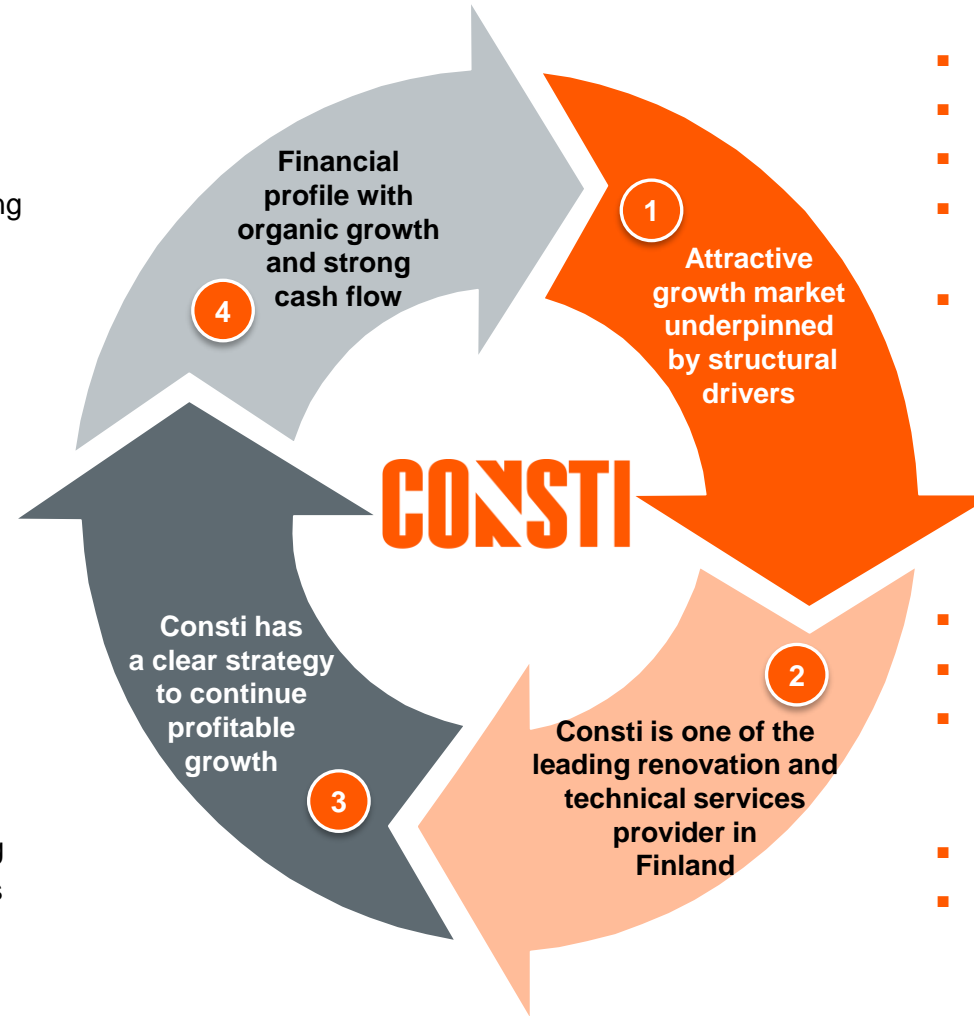 1
Attractive
growth market
underpinned
by structural
drivers
2
Consti is one of the
leading renovation and
technical services
provider in
Finland
3
Consti has
a clear strategy
to continue
profitable
growth
4
Financial
profile with
organic growth
and strong
cash flow
CONSTI